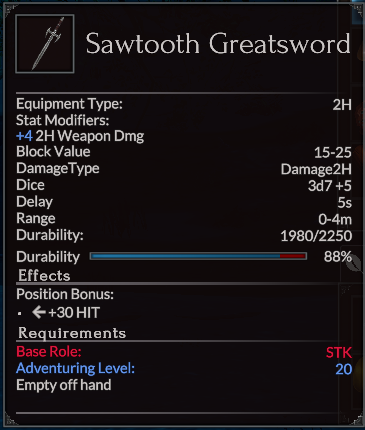 Sawtooth Greatsword
Equipment Type: 2H
Stat Modifiers:
+4 2H Weapon Dmg
Block Value 15-25
DamageType Damage2H
Dice 3d7 +5
Delay 5s
Range 0-4m
Durability: 1980/2250
Durability 88%
Effects
Position Bonus:
• ← +30 HIT
Requirements
Base Role: STK
Adventuring Level: 20
Empty off hand